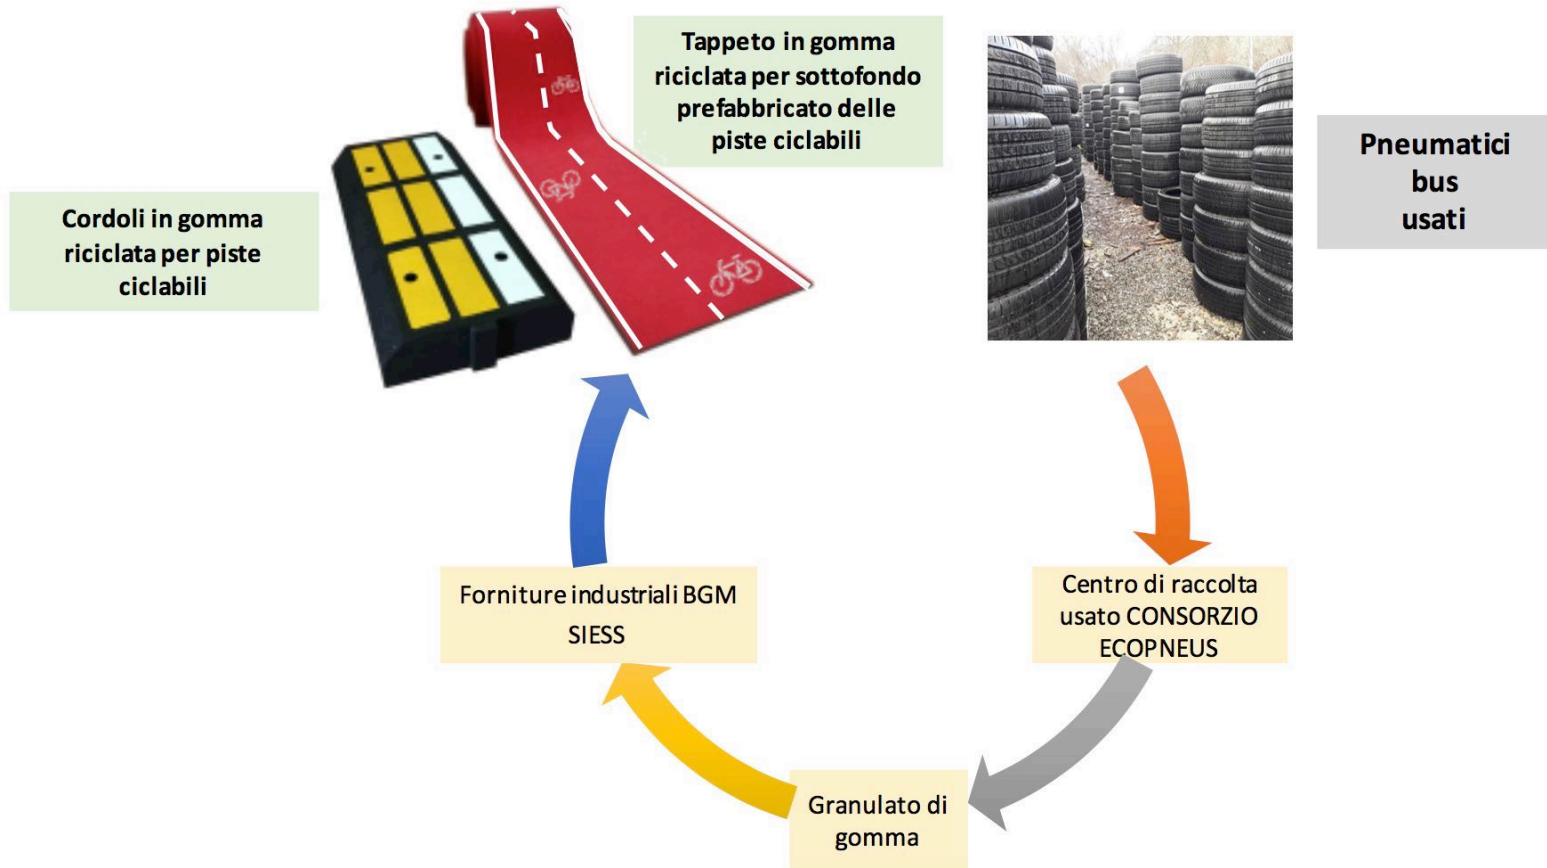 Tappeto in gomma
riciclata per sottofondo
prefabbricato delle
piste ciclabili
Pneumatici
bus
usati
Cordoli in gomma
riciclata per piste
ciclabili
Forniture industriali BGM
SIESS
Centro di raccolta
usato CONSORZIO
ECOPNEUS
Granulato di
gomma